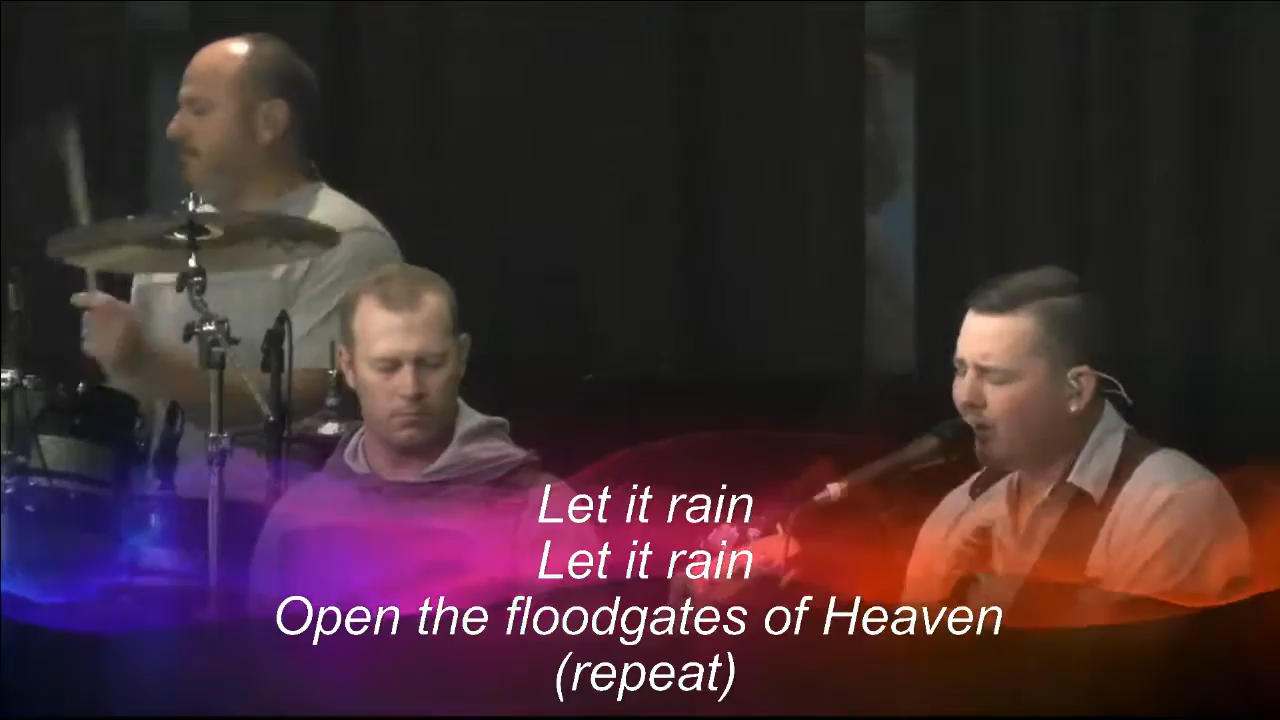 Let it rain
Let it rain
Open the floodgates of Heaven
(repeat)